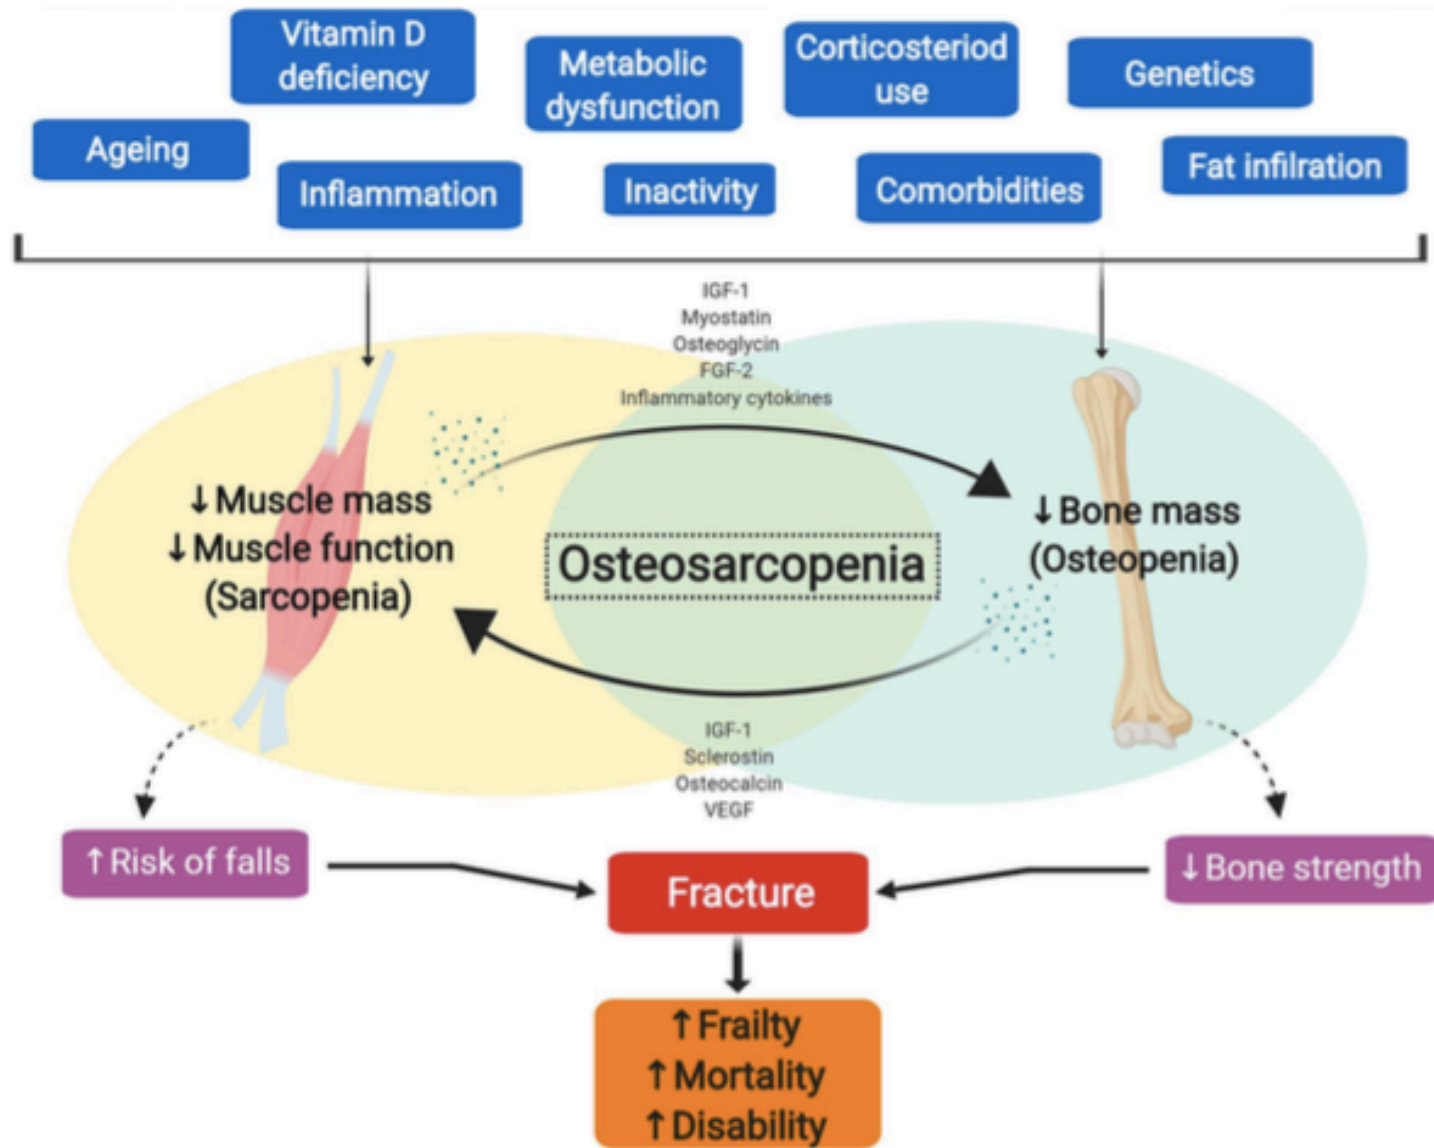 Vitamin D
deficiency
Metabolic
dysfunction
Corticosteriod
use
Genetics
Ageing
Inflammation
Inactivity
Comorbidities
Fat infilration
IGF-1
Myostatin
Osteoglycin
FGF-2
Inflammatory cytokines
↓Muscle mass
↓Muscle function
(Sarcopenia)
Osteosarcopenia
↓Bone mass
(Osteopenia)
IGF-1
Sclerostin
Osteocalcin
VEGF
↑Risk of falls
Fracture
↓Bone strength
↑Frailty
↑Mortality
↑Disability